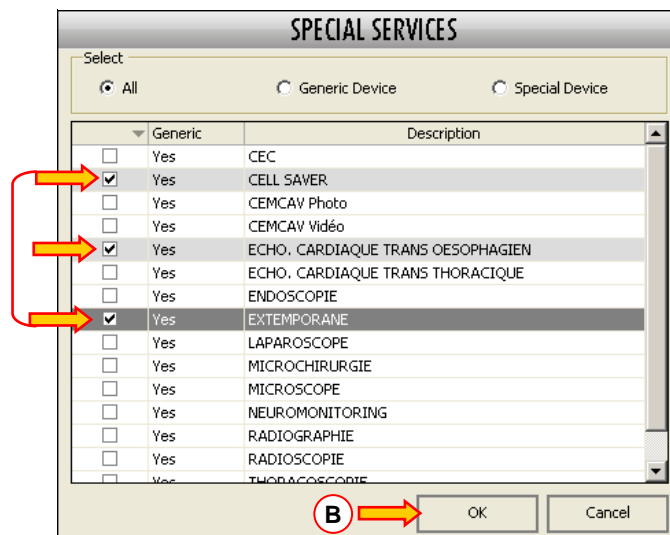 SPECIAL SERVICES
Select
All Generic Device Special Device
Generic Description
Yes CEC
Yes CELL SAVER
Yes CEMCAV Photo
Yes CEMCAV Vidéo
Yes ECHO. CARDIAQUE TRANS OESOPHAGIEN
Yes ECHO. CARDIAQUE TRANS THORACIQUE
Yes ENDOSCOPIE
Yes EXTEMPORANE
Yes LAPAROSCOPE
Yes MICROCHIRURGIE
Yes MICROSCOPE
Yes NEUROMONITORING
Yes RADIOGRAPHIE
Yes RADIOSCOPIE
Yes THORACOSCOPIE
B OK Cancel